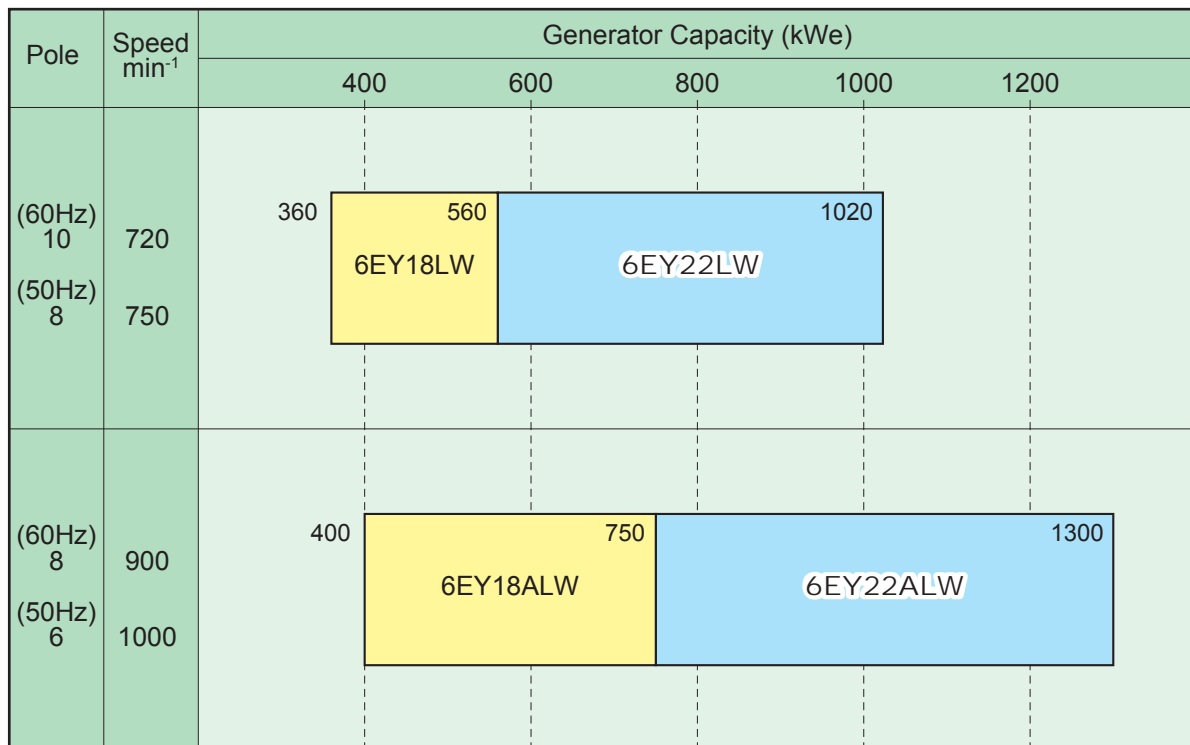 Pole
Speed
min-1
Generator Capacity (kWe)
400 600 800 1000 1200
(60Hz)
10
720
(50Hz)
8
750
360
560
1020
6EY18LW
6EY22LW
(60Hz)
8
900
(50Hz)
6
1000
400
750
1300
6EY18ALW
6EY22ALW